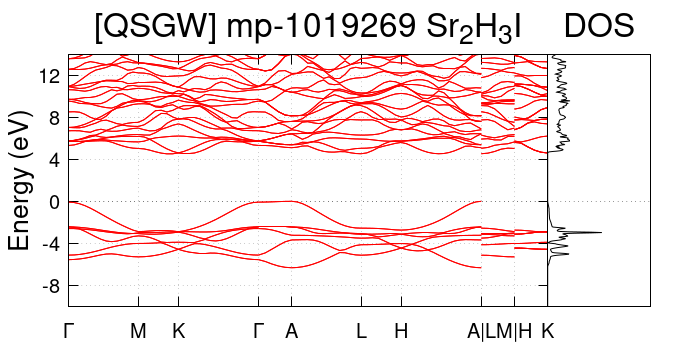 [QSGW] mp-1019269 Sr₂H₃I DOS
Energy (eV)
12
8
4
0
-4
-8
Γ M K Γ A L H A|LM|H K